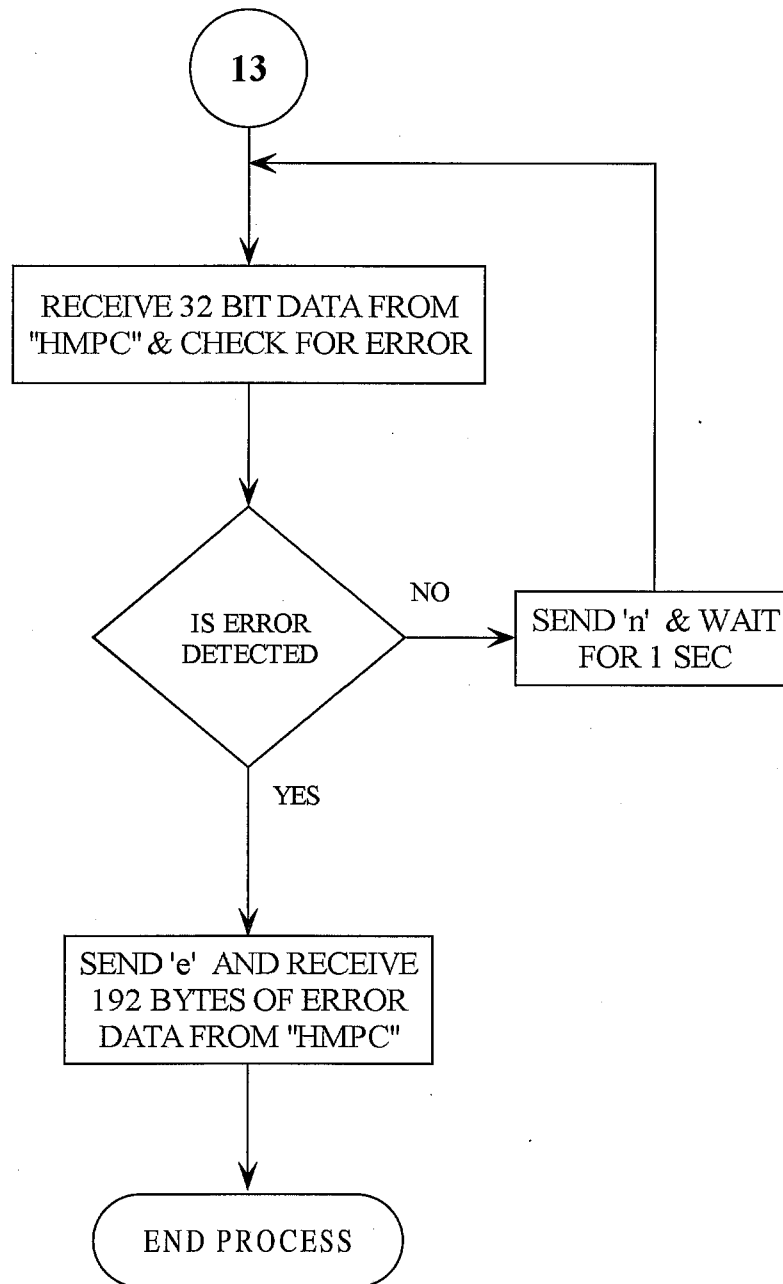 13
RECEIVE 32 BIT DATA FROM
"HMPC" & CHECK FOR ERROR
IS ERROR
DETECTED
NO
SEND 'n' & WAIT
FOR 1 SEC
YES
SEND 'e' AND RECEIVE
192 BYTES OF ERROR
DATA FROM "HMPC"
END PROCESS